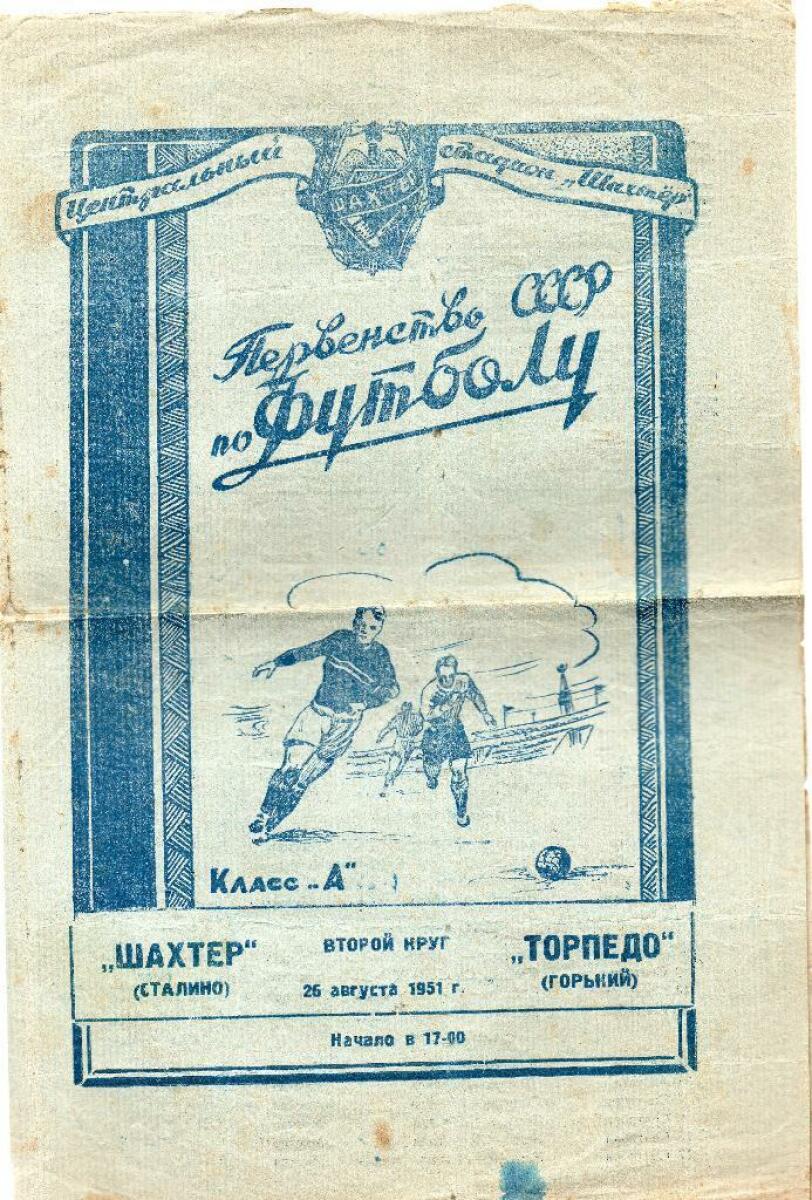 Центральный стадион „Шахтёр"
ШАХТЕР
Первенство СССР
по Футболу
Класс „А"
„ШАХТЕР"
(СТАЛИНО)
ВТОРОЙ КРУГ
26 августа 1951 г.
„ТОРПЕДО"
(ГОРЬКИЙ)
Начало в 17-00